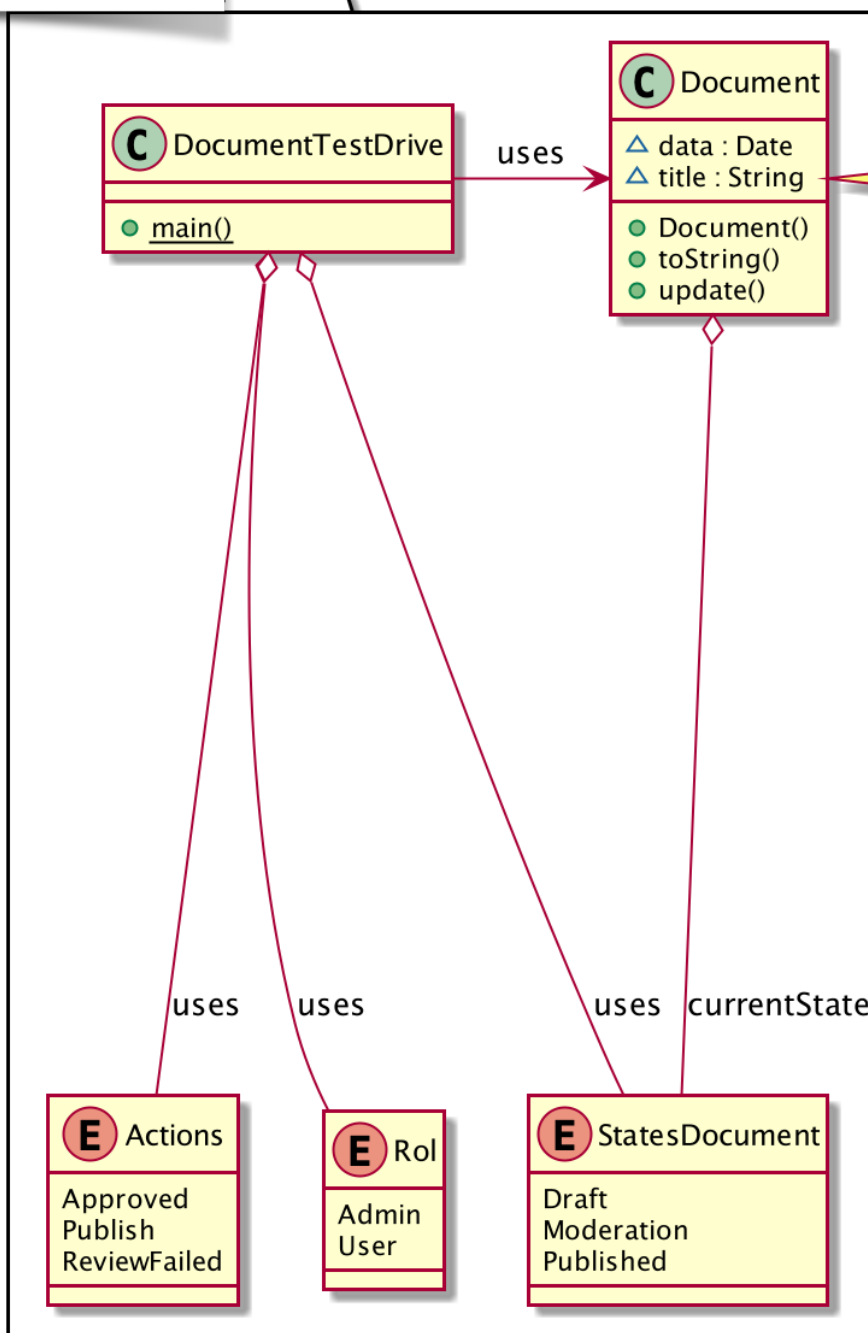 C Document
C DocumentTestDrive
data : Date
uses
title : String
main()
Document()
toString()
update()
uses
uses
uses
currentState
E Actions
E Rol
E StatesDocument
Approved
Publish
ReviewFailed
Admin
User
Draft
Moderation
Published